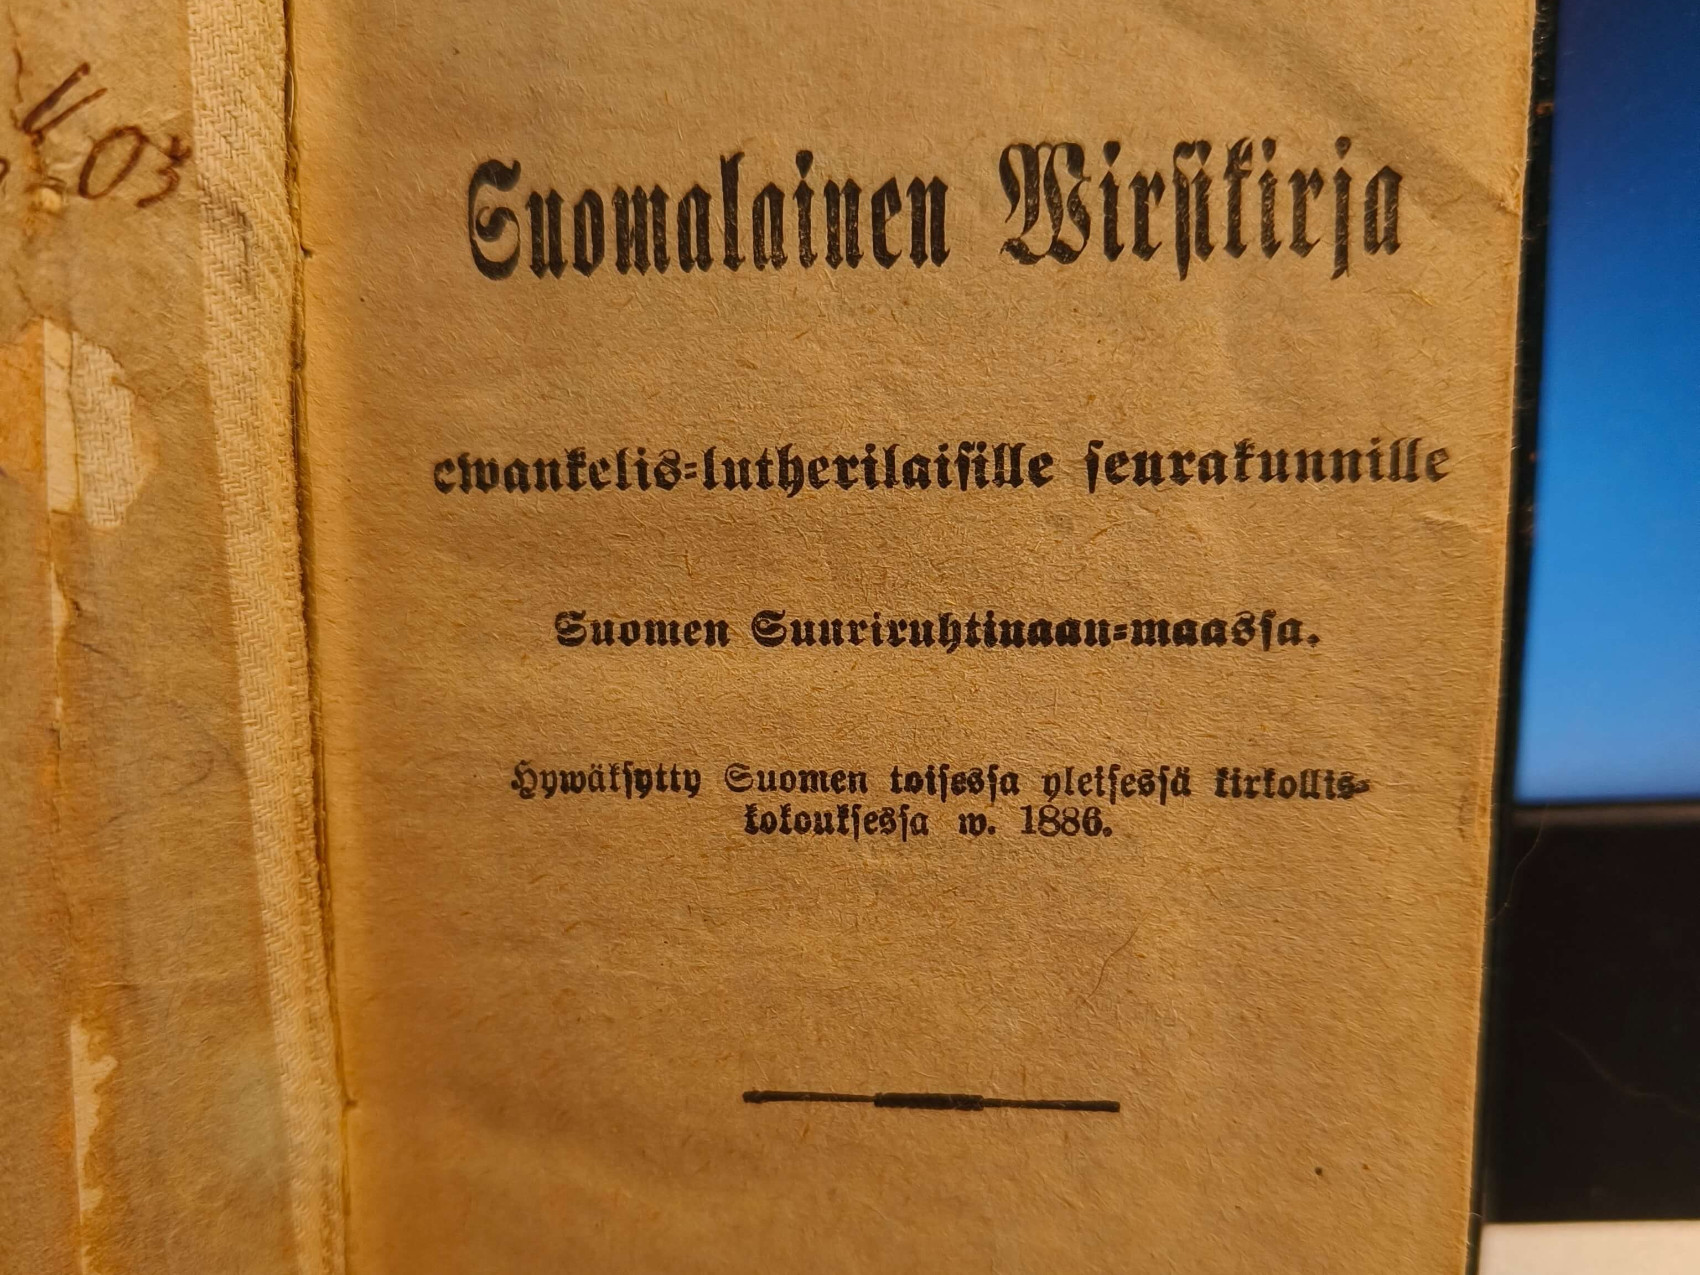 Suomalainen Wirsikirja
ewankelis-lutherilaisille seurakunnille
Suomen Suuriruhtinaan-maassa.
Hywäksytty Suomen toisessa yleisessä kirkollis-
kokouksessa w. 1886.